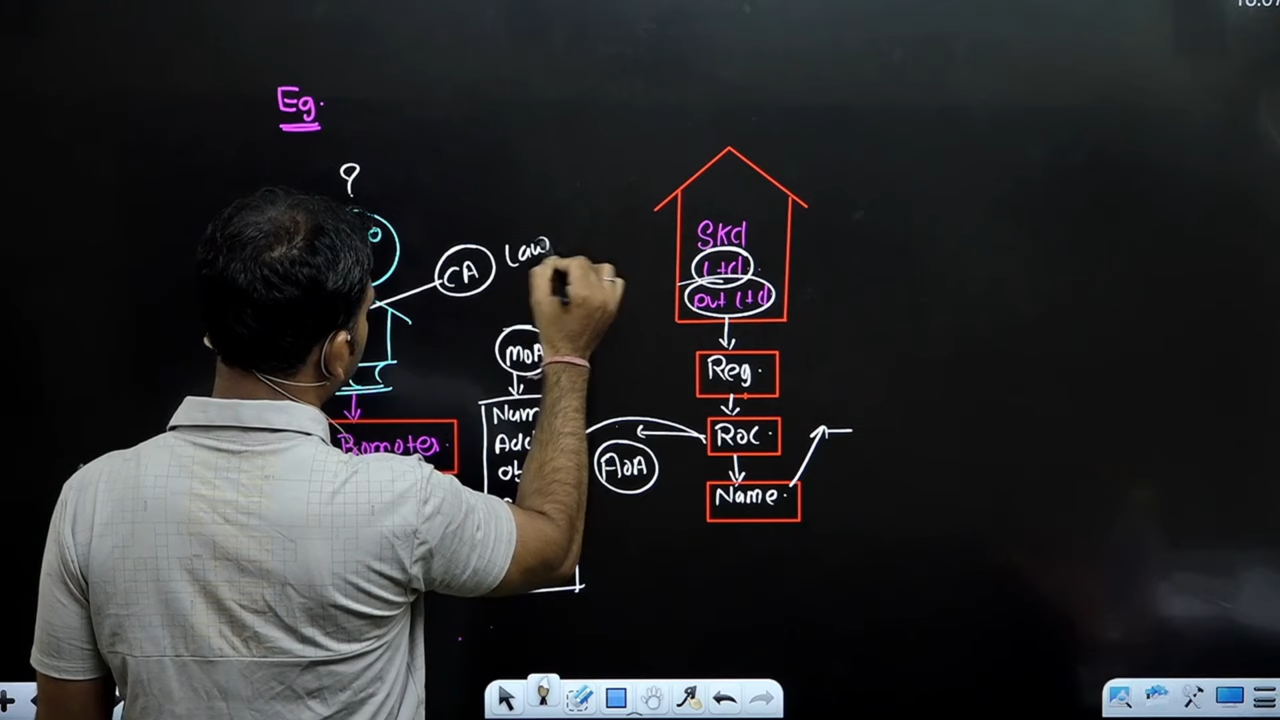 Eg.
CA
Law
SKd
Ltd.
pvt Ltd
MOA
Reg.
Promoter.
ROC.
AOA
Name.